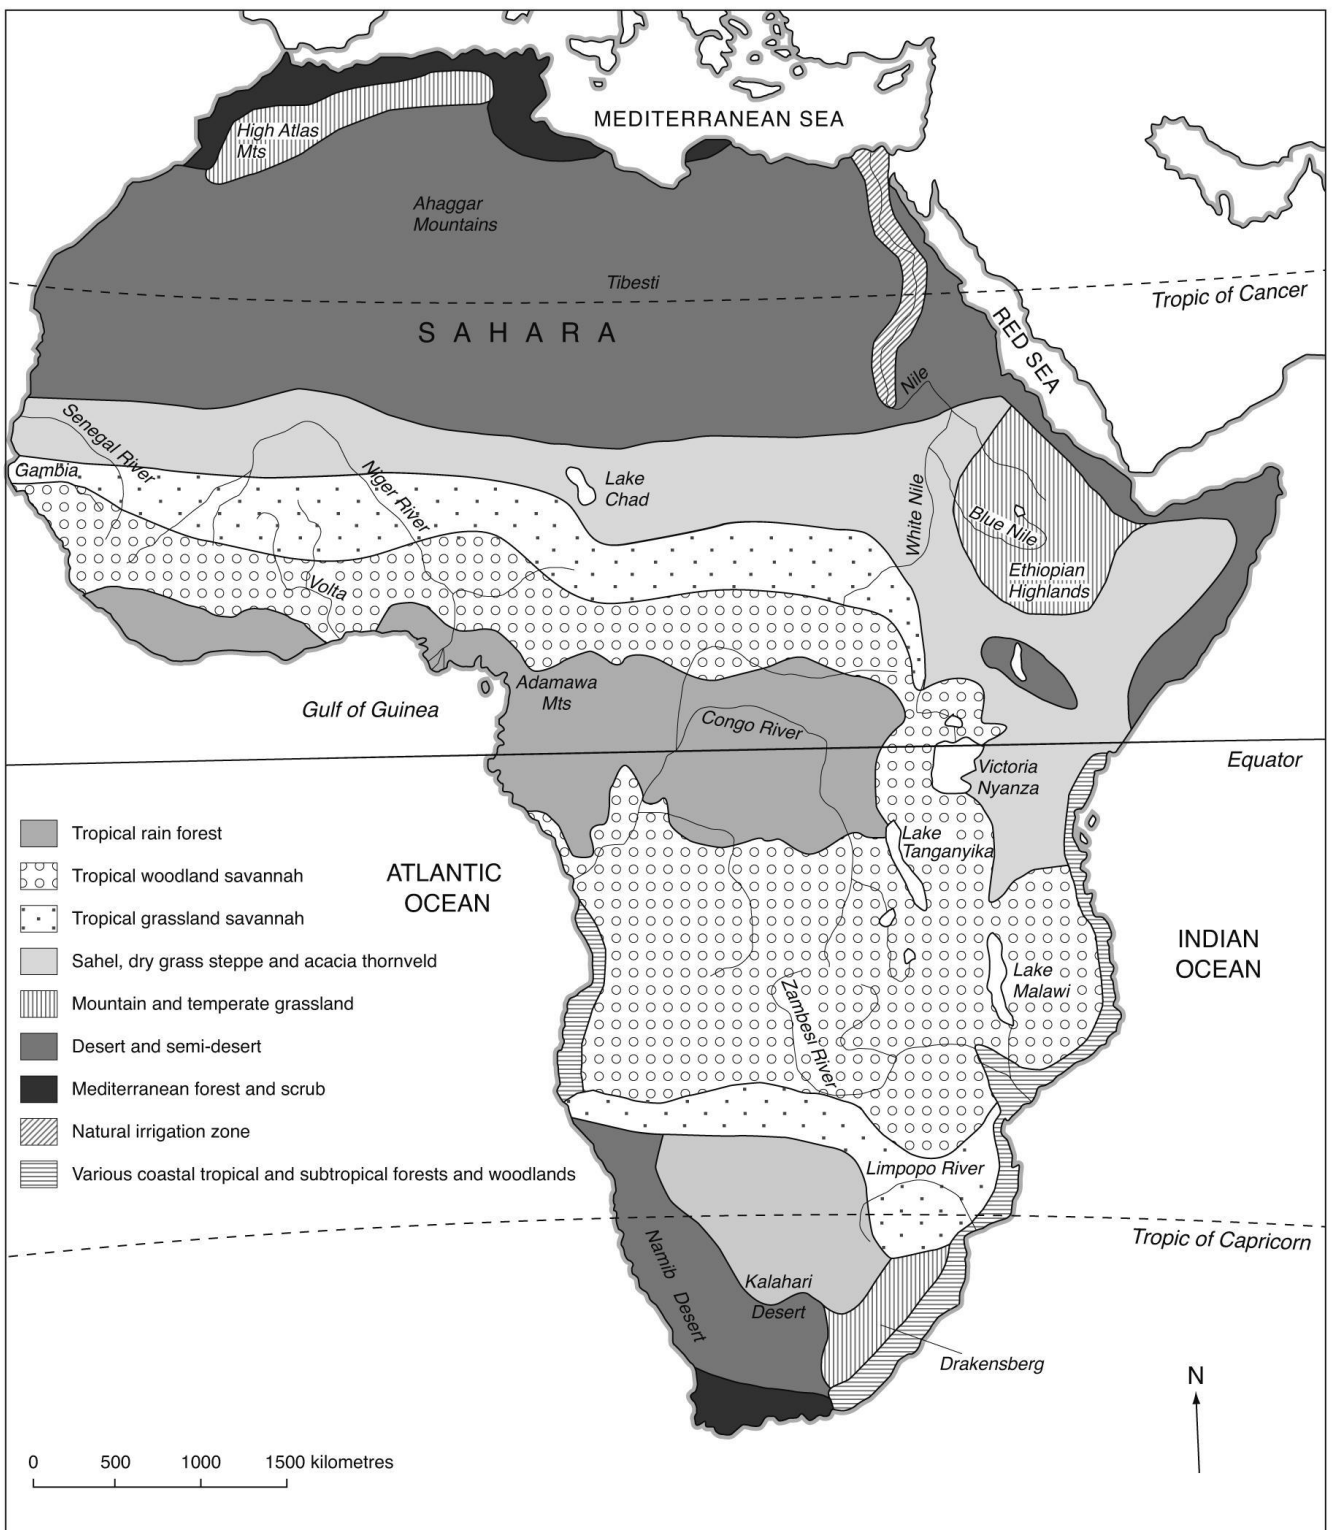 MEDITERRANEAN SEA
High Atlas
Mts
Ahaggar
Mountains
Tibesti
Tropic of Cancer
SAHARA
RED SEA
Nile
Senegal River
Gambia
Niger River
Lake
Chad
White Nile
Blue Nile
Ethiopian
Highlands
Volta
Adamawa
Mts
Gulf of Guinea
Congo River
Equator
Victoria
Nyanza
Lake
Tanganyika
ATLANTIC
OCEAN
INDIAN
OCEAN
Lake
Malawi
Zambesi River
Tropical rain forest
Tropical woodland savannah
Tropical grassland savannah
Sahel, dry grass steppe and acacia thornveld
Mountain and temperate grassland
Desert and semi-desert
Mediterranean forest and scrub
Natural irrigation zone
Various coastal tropical and subtropical forests and woodlands
Limpopo River
Tropic of Capricorn
Namib Desert
Kalahari
Desert
Drakensberg
N
0 500 1000 1500 kilometres